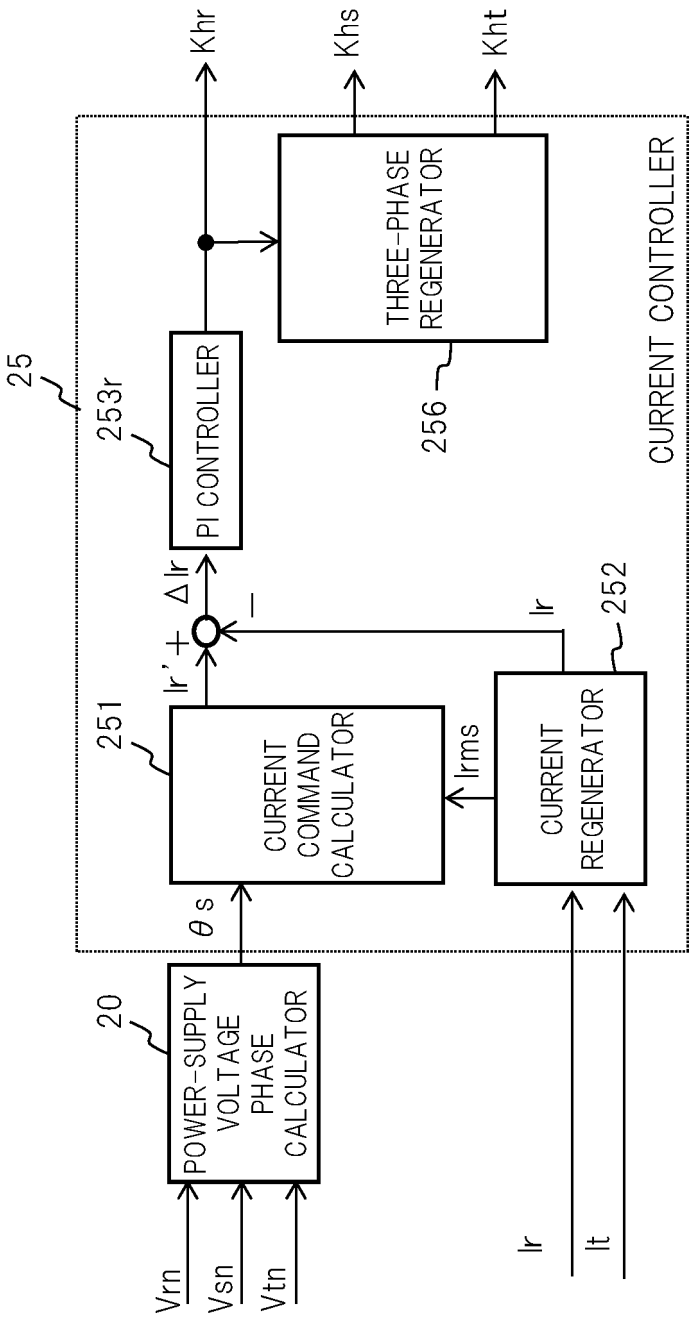 Vrn
Vsn
Vtn
20
POWER-SUPPLY
VOLTAGE
PHASE
CALCULATOR
θs
Ir
It
25
251
CURRENT
COMMAND
CALCULATOR
Irms
CURRENT
REGENERATOR
252
Ir
Ir'
+
−
ΔIr
253r
PI CONTROLLER
THREE-PHASE
REGENERATOR
256
CURRENT CONTROLLER
Khr
Khs
Kht